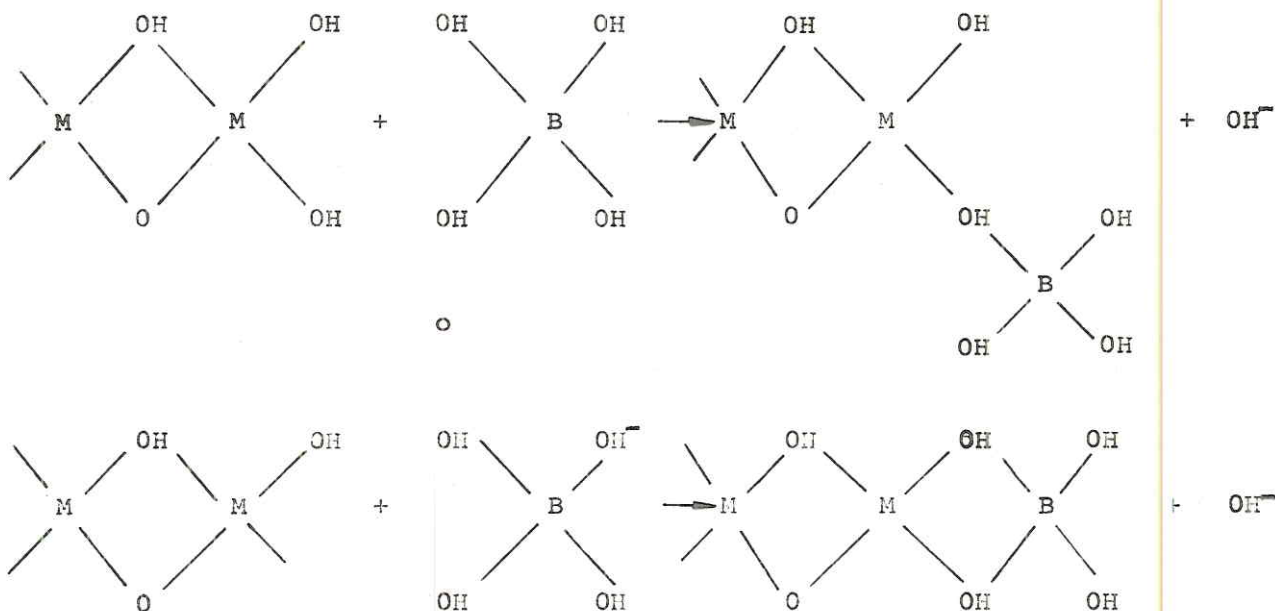 OH OH OH OH OH OH
M M + B → M M + OH⁻
O OH OH OH O OH OH
B
o
OH OH
OH OH OH OH⁻ OH OH OH
M M + B → M M B + OH⁻
O OH OH O OH OH